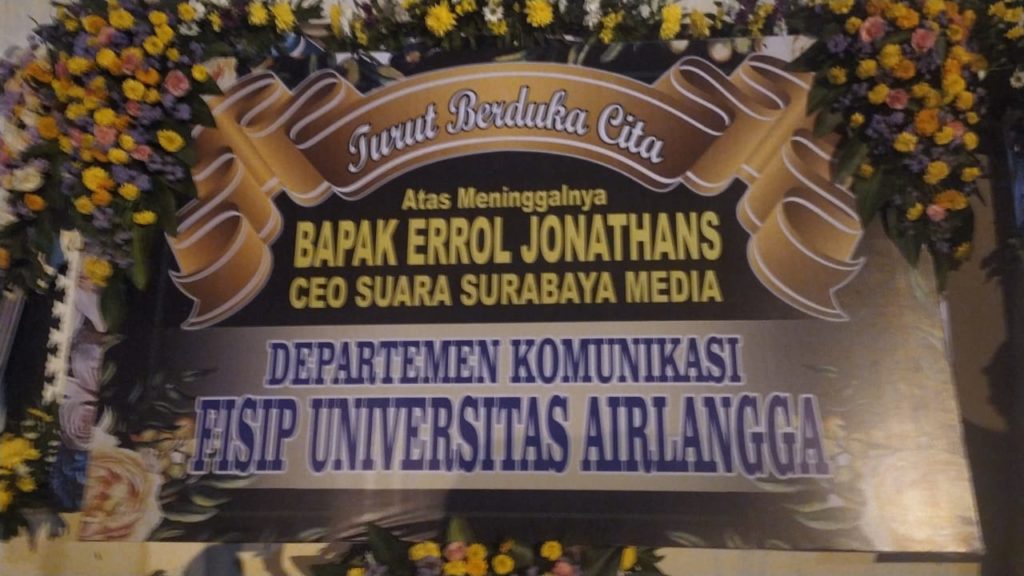 Turut Berduka Cita
Atas Meninggalnya
BAPAK ERROL JONATHANS
CEO SUARA SURABAYA MEDIA
DEPARTEMEN KOMUNIKASI
FISIP UNIVERSITAS AIRLANGGA